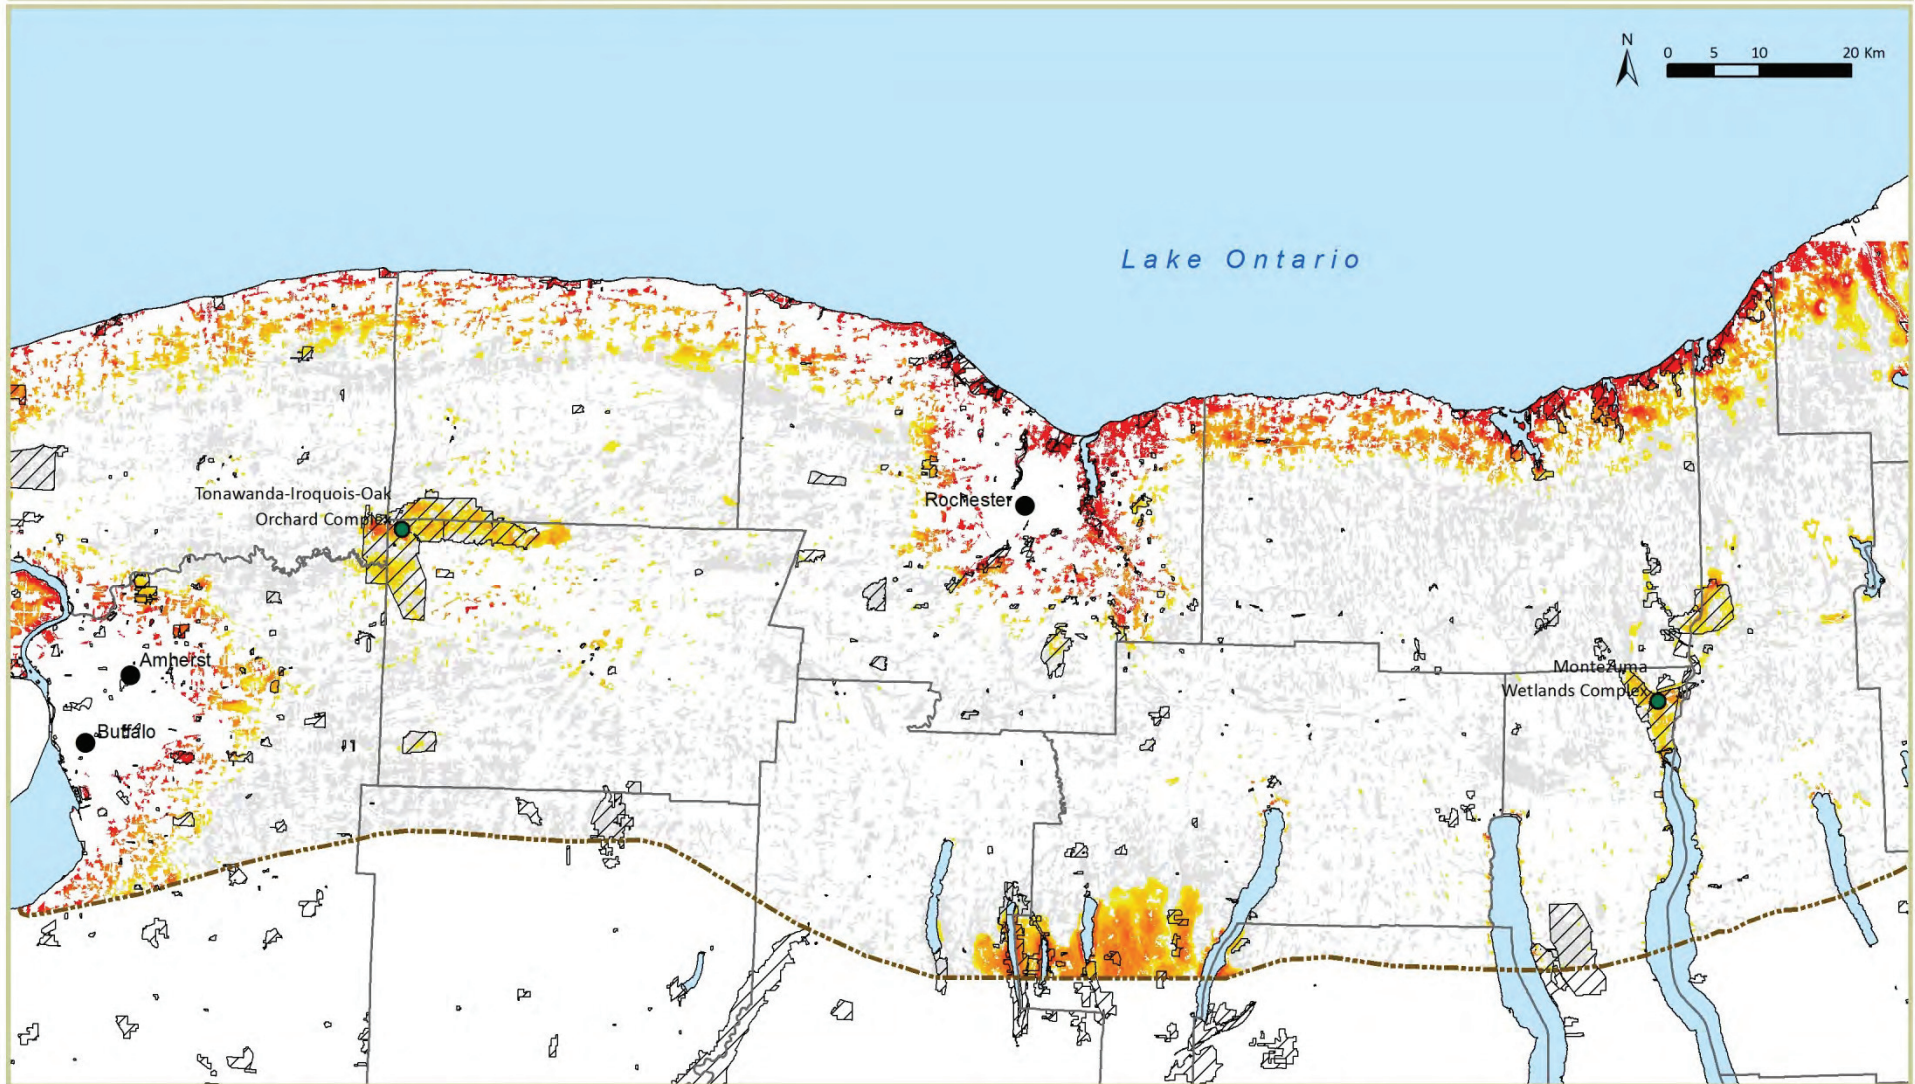 N
0 5 10 20 Km
Lake Ontario
Tonawanda-Iroquois-Oak
Orchard Complex
Rochester
Amherst
Buffalo
Montezuma
Wetlands Complex